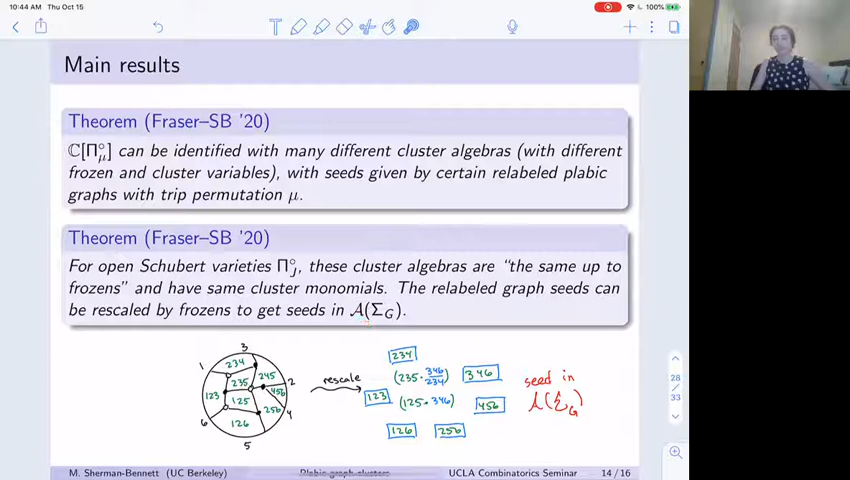 10:44 AM Thu Oct 15
100%
Main results
Theorem (Fraser–SB '20)
ℂ[Π°_μ] can be identified with many different cluster algebras (with different
frozen and cluster variables), with seeds given by certain relabeled plabic
graphs with trip permutation μ.
Theorem (Fraser–SB '20)
For open Schubert varieties Π°_J, these cluster algebras are “the same up to
frozens” and have same cluster monomials. The relabeled graph seeds can
be rescaled by frozens to get seeds in A(Σ_G).
3
1
234
235
245
2
123
125
456
256
4
6
126
5
rescale
234
(235 · 346/234)
346
123
(125 · 346)
456
126
256
seed in
A(Σ_G)
28
33
M. Sherman-Bennett (UC Berkeley)
Plabic graph clusters
UCLA Combinatorics Seminar
14 / 16